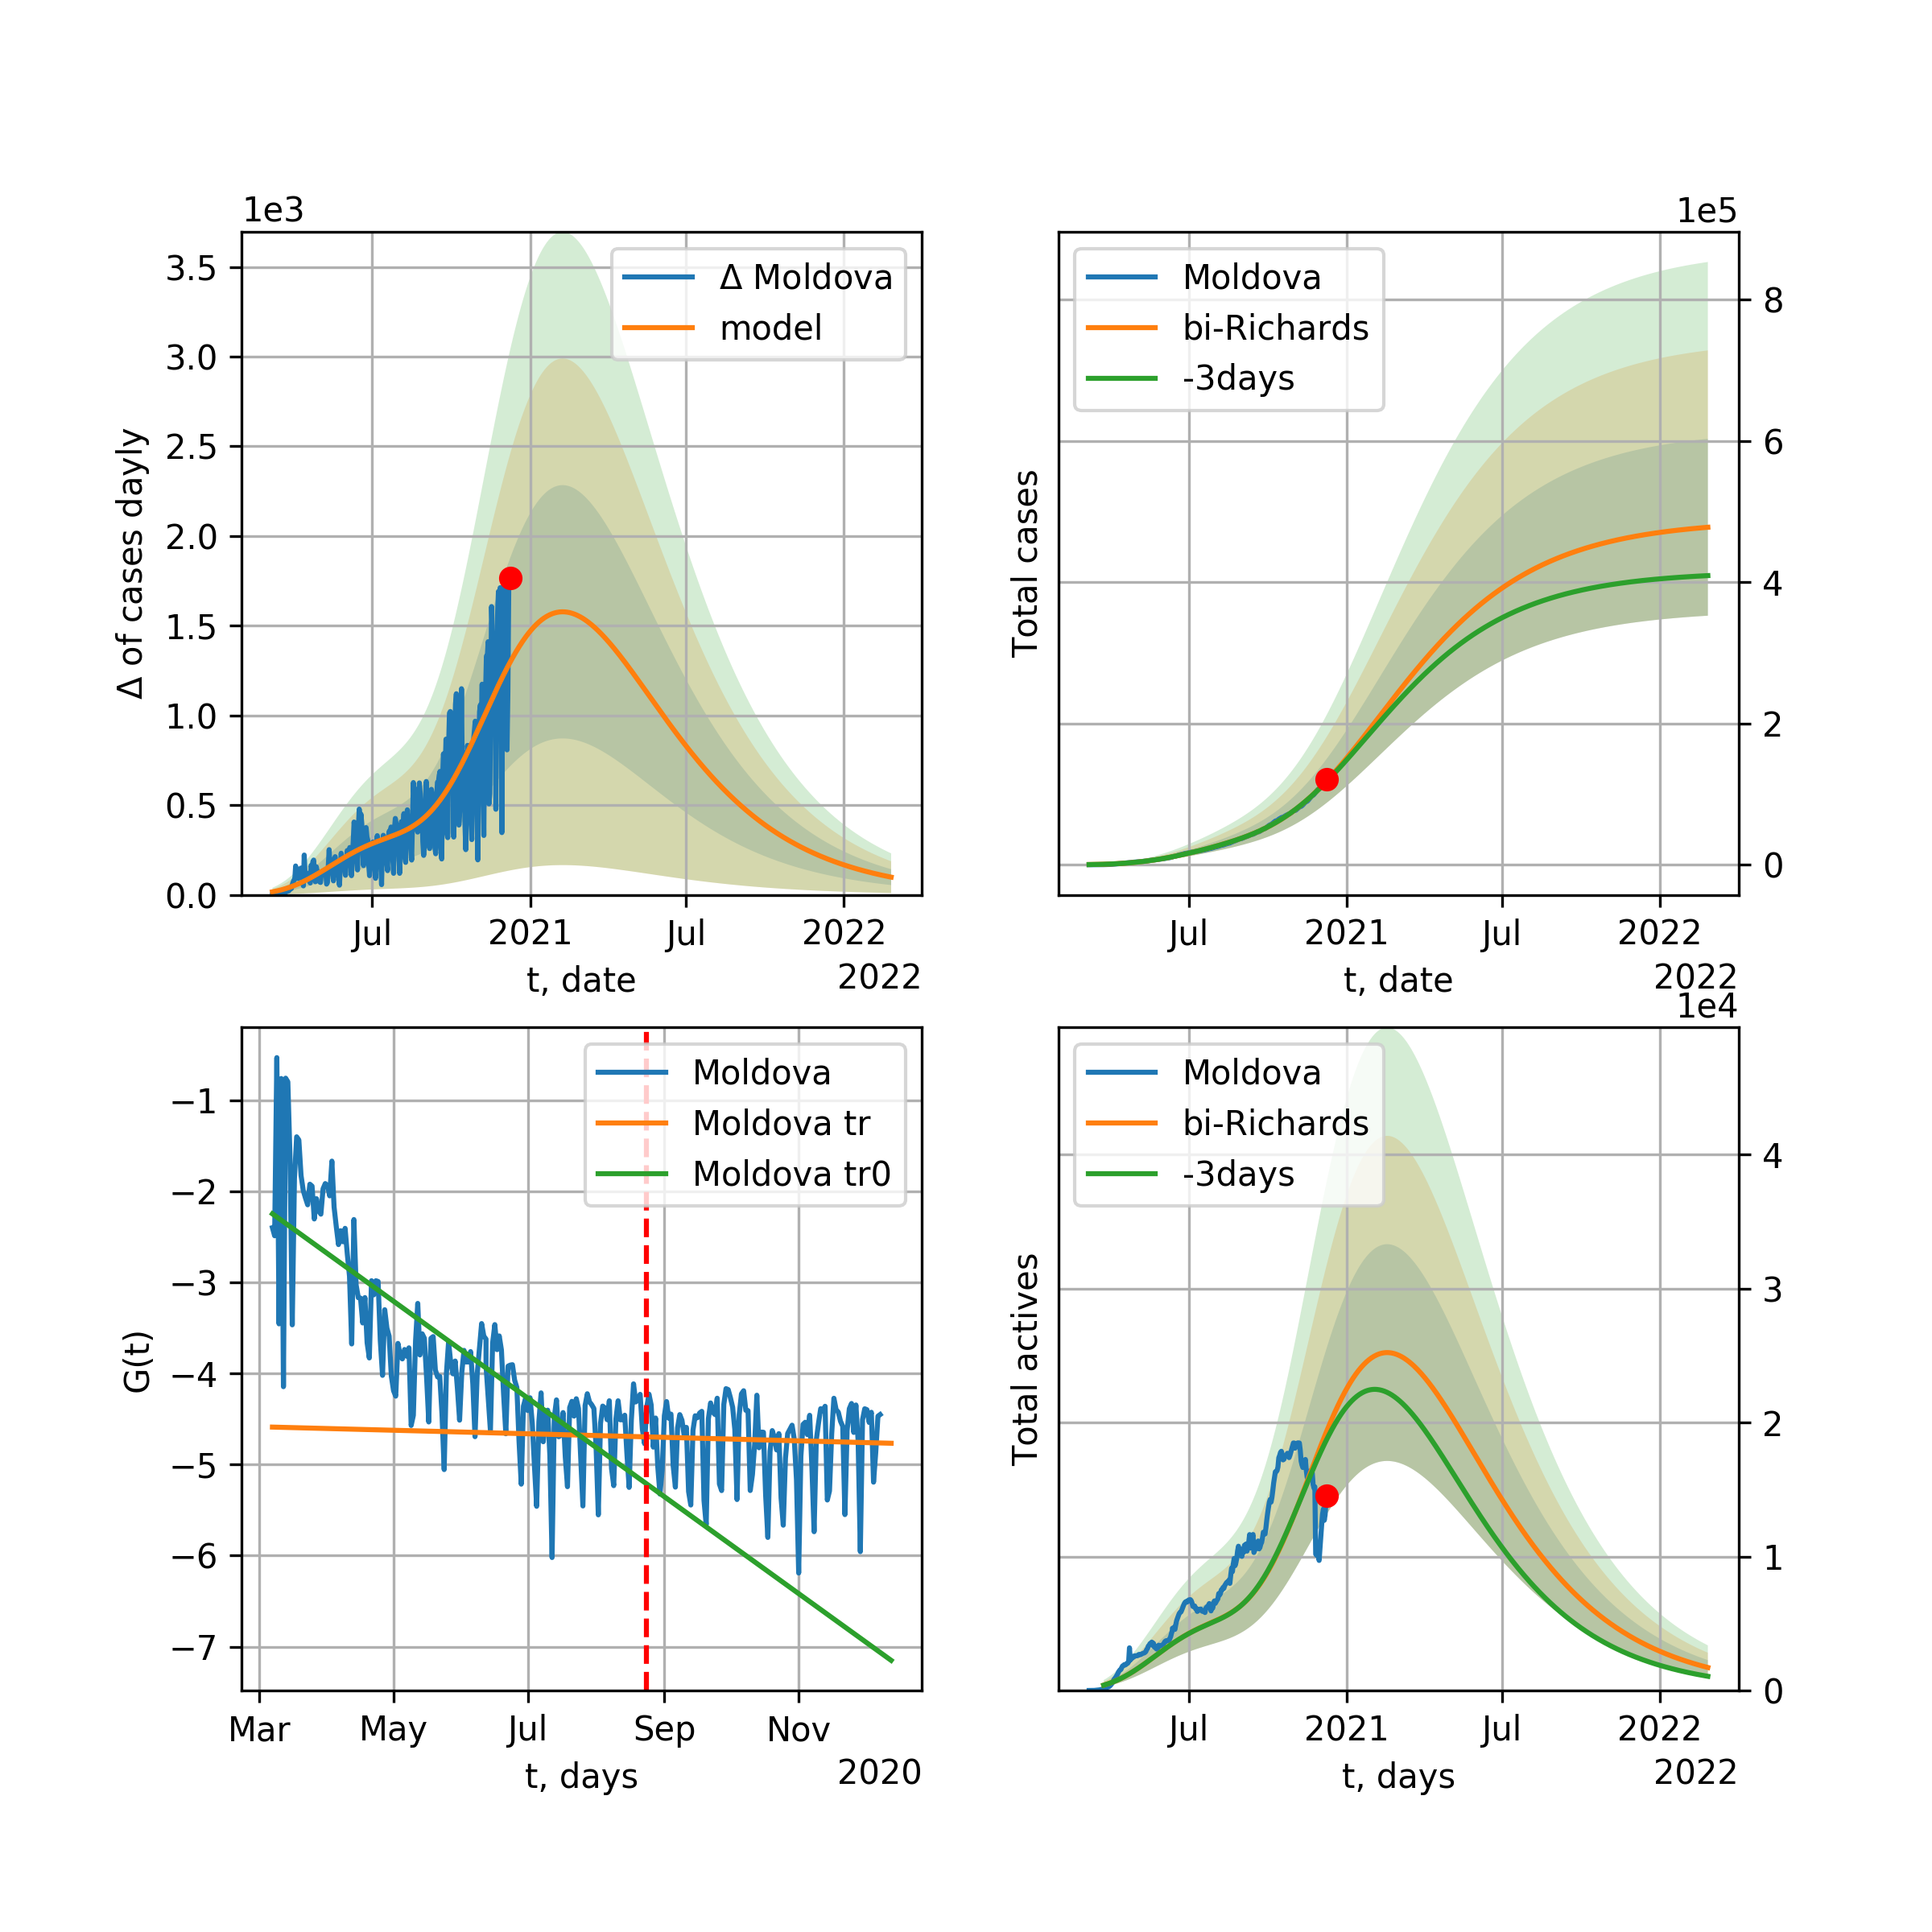 1e3
3.5
3.0
2.5
2.0
1.5
1.0
0.5
0.0
Δ of cases dayly
Δ Moldova
model
Jul
2021
Jul
2022
t, date
2022
1e5
Total cases
Moldova
bi-Richards
-3days
8
6
4
2
0
Jul
2021
Jul
2022
t, date
2022
G(t)
−1
−2
−3
−4
−5
−6
−7
Moldova
Moldova tr
Moldova tr0
Mar
May
Jul
Sep
Nov
t, days
2020
1e4
Total actives
Moldova
bi-Richards
-3days
4
3
2
1
0
Jul
2021
Jul
2022
t, days
2022